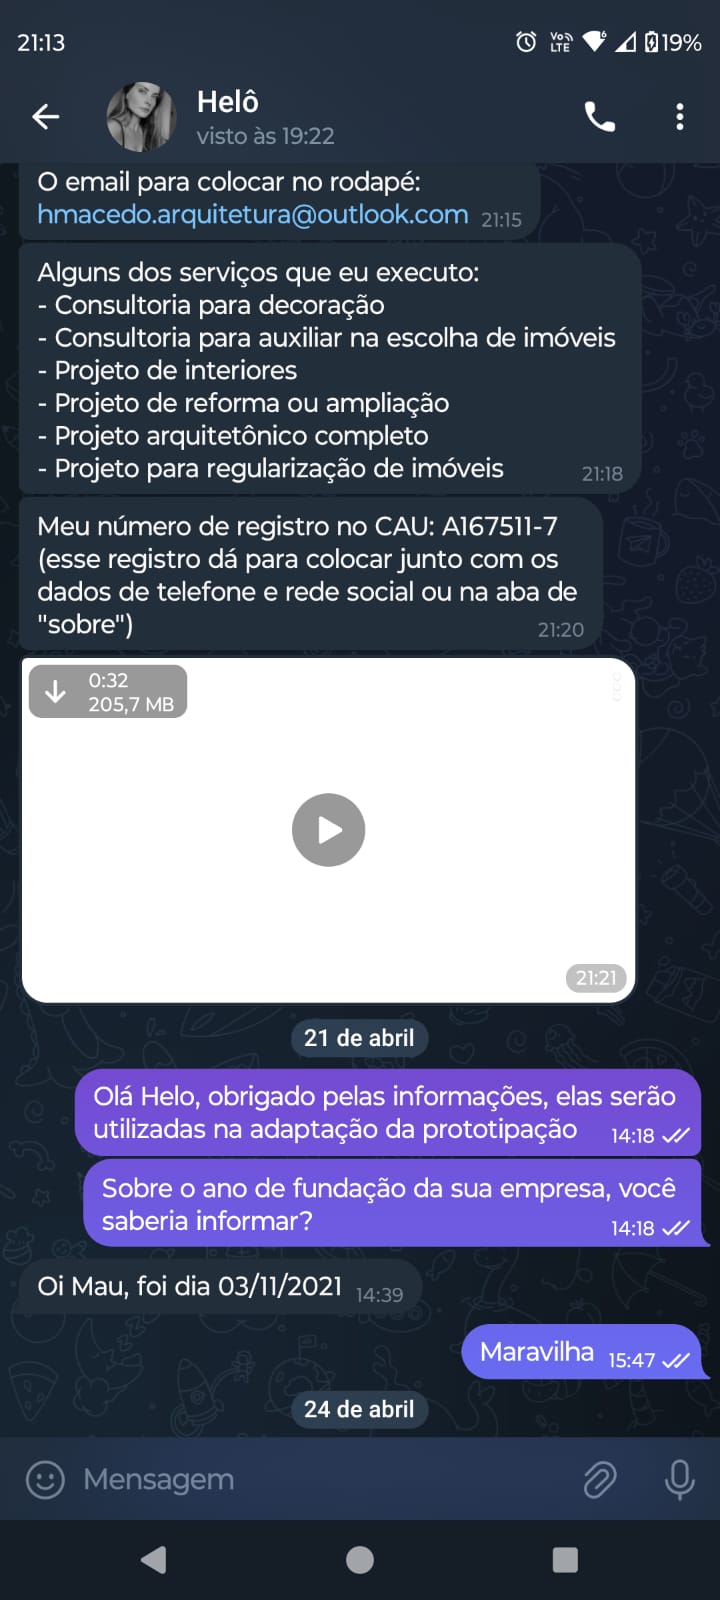 21:13
Vo))
LTE
6
19%
Helô
visto às 19:22
O email para colocar no rodapé:
hmacedo.arquitetura@outlook.com 21:15
Alguns dos serviços que eu executo:
- Consultoria para decoração
- Consultoria para auxiliar na escolha de imóveis
- Projeto de interiores
- Projeto de reforma ou ampliação
- Projeto arquitetônico completo
- Projeto para regularização de imóveis 21:18
Meu número de registro no CAU: A167511-7
(esse registro dá para colocar junto com os
dados de telefone e rede social ou na aba de
"sobre") 21:20
0:32
205,7 MB
21:21
21 de abril
Olá Helo, obrigado pelas informações, elas serão
utilizadas na adaptação da prototipação 14:18
Sobre o ano de fundação da sua empresa, você
saberia informar? 14:18
Oi Mau, foi dia 03/11/2021 14:39
Maravilha 15:47
24 de abril
Mensagem